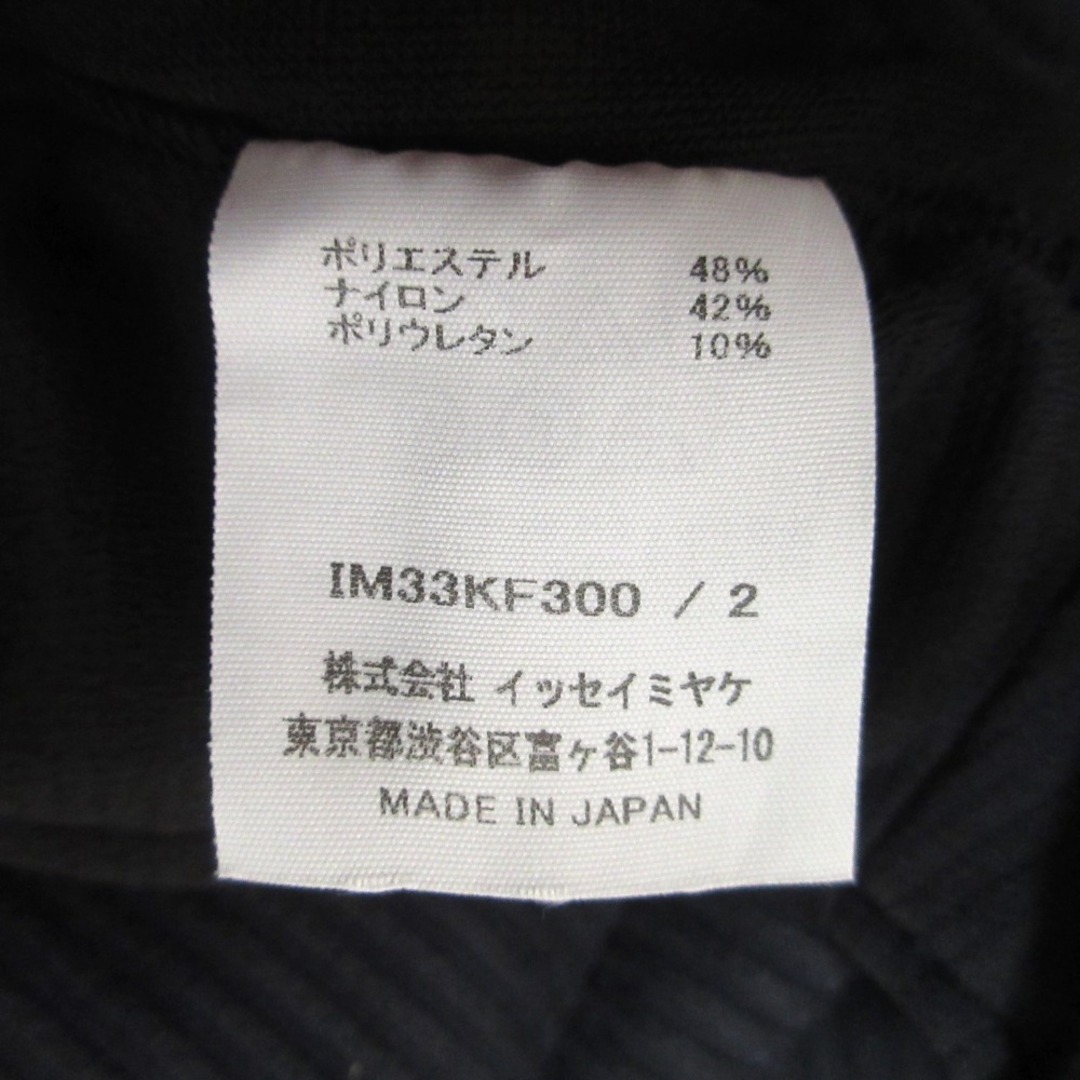 ポリエステル 48%
ナイロン 42%
ポリウレタン 10%
IM33KF300 / 2
株式会社 イッセイミヤケ
東京都渋谷区富ヶ谷1-12-10
MADE IN JAPAN